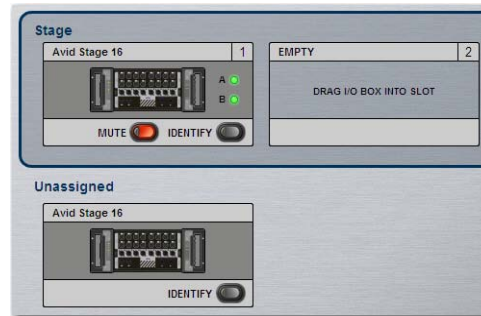 Stage
Avid Stage 16 1
EMPTY 2
A
B
DRAG I/O BOX INTO SLOT
MUTE IDENTIFY
Unassigned
Avid Stage 16
IDENTIFY